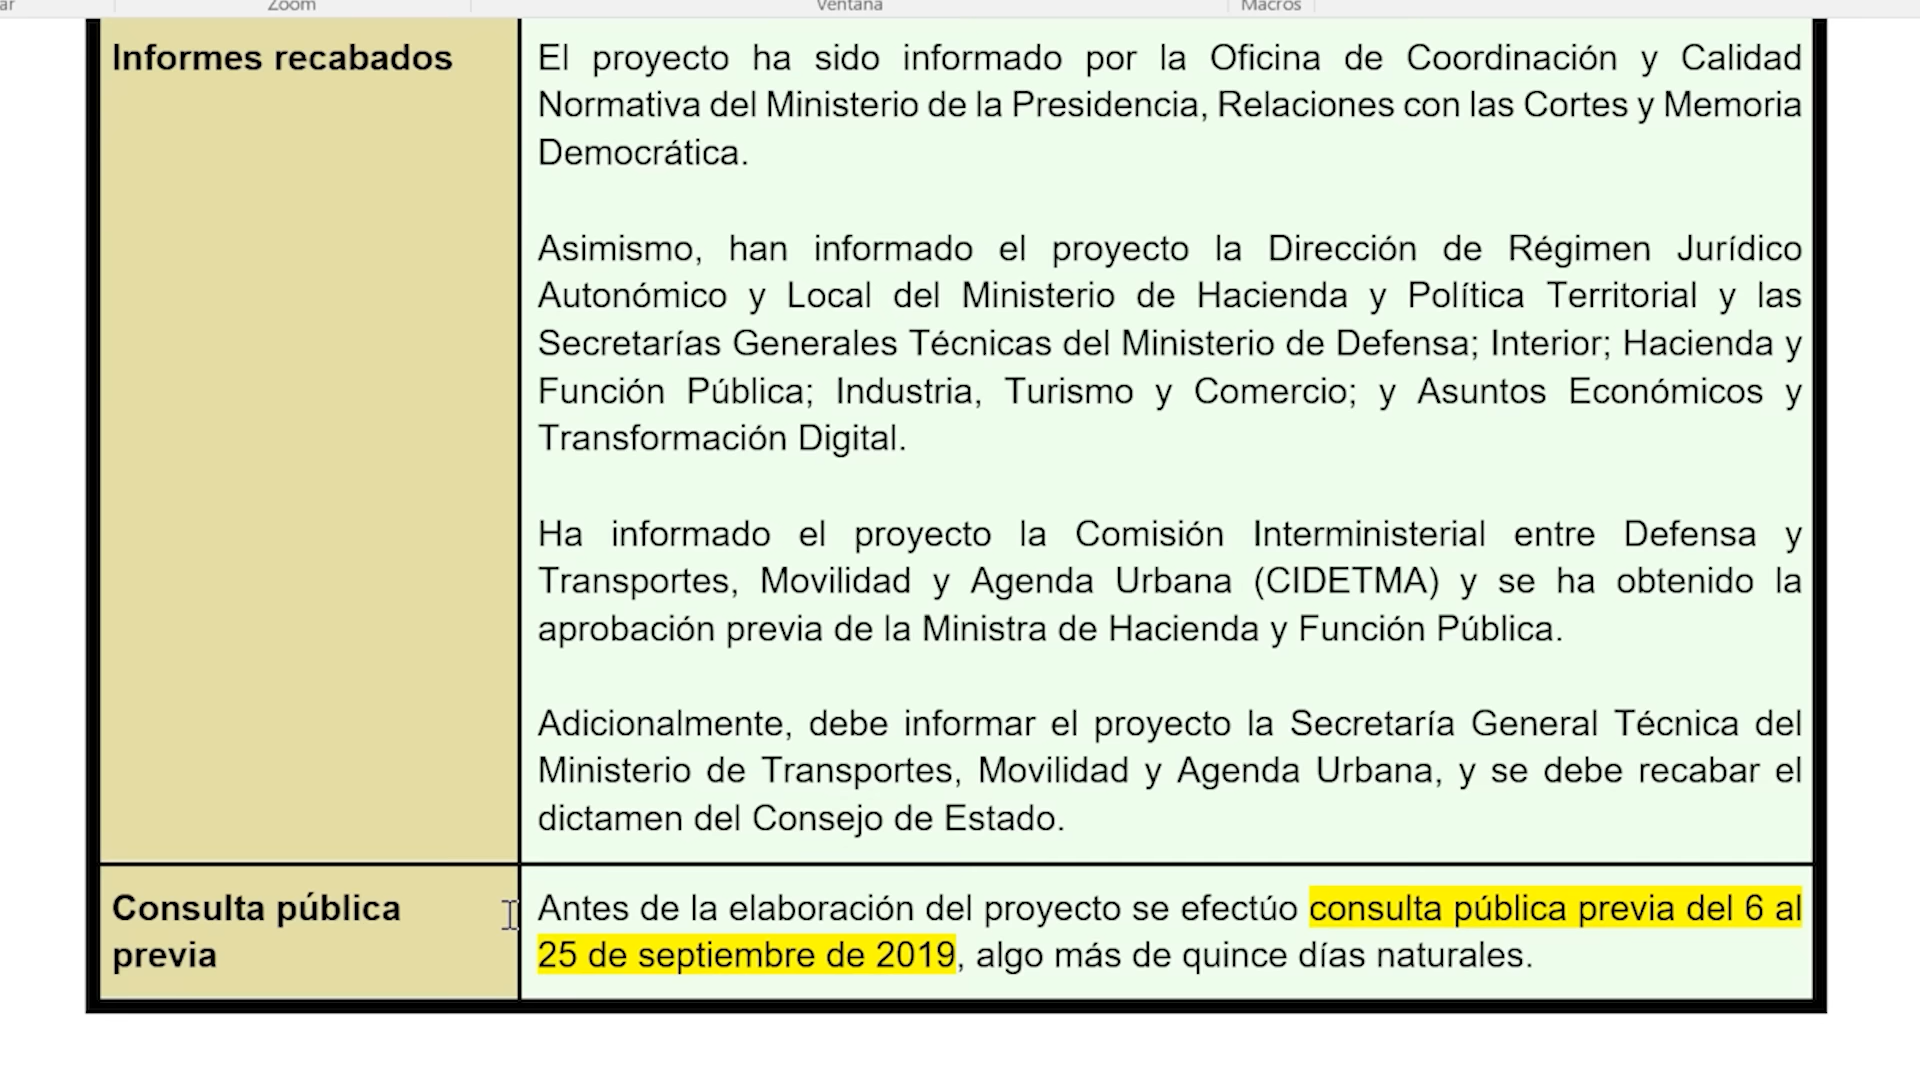 ar
Zoom
Ventana
Macros
Informes recabados
El proyecto ha sido informado por la Oficina de Coordinación y Calidad
Normativa del Ministerio de la Presidencia, Relaciones con las Cortes y Memoria
Democrática.
Asimismo, han informado el proyecto la Dirección de Régimen Jurídico
Autonómico y Local del Ministerio de Hacienda y Política Territorial y las
Secretarías Generales Técnicas del Ministerio de Defensa; Interior; Hacienda y
Función Pública; Industria, Turismo y Comercio; y Asuntos Económicos y
Transformación Digital.
Ha informado el proyecto la Comisión Interministerial entre Defensa y
Transportes, Movilidad y Agenda Urbana (CIDETMA) y se ha obtenido la
aprobación previa de la Ministra de Hacienda y Función Pública.
Adicionalmente, debe informar el proyecto la Secretaría General Técnica del
Ministerio de Transportes, Movilidad y Agenda Urbana, y se debe recabar el
dictamen del Consejo de Estado.
Consulta pública
previa
Antes de la elaboración del proyecto se efectúo consulta pública previa del 6 al
25 de septiembre de 2019, algo más de quince días naturales.